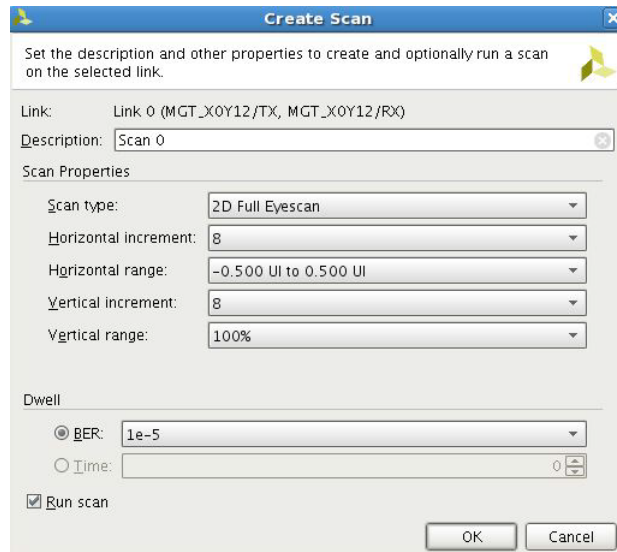 Create Scan
Set the description and other properties to create and optionally run a scan
on the selected link.
Link: Link 0 (MGT_X0Y12/TX, MGT_X0Y12/RX)
Description: Scan 0
Scan Properties
Scan type: 2D Full Eyescan
Horizontal increment: 8
Horizontal range: -0.500 UI to 0.500 UI
Vertical increment: 8
Vertical range: 100%
Dwell
BER: 1e-5
Time: 0
Run scan
OK Cancel